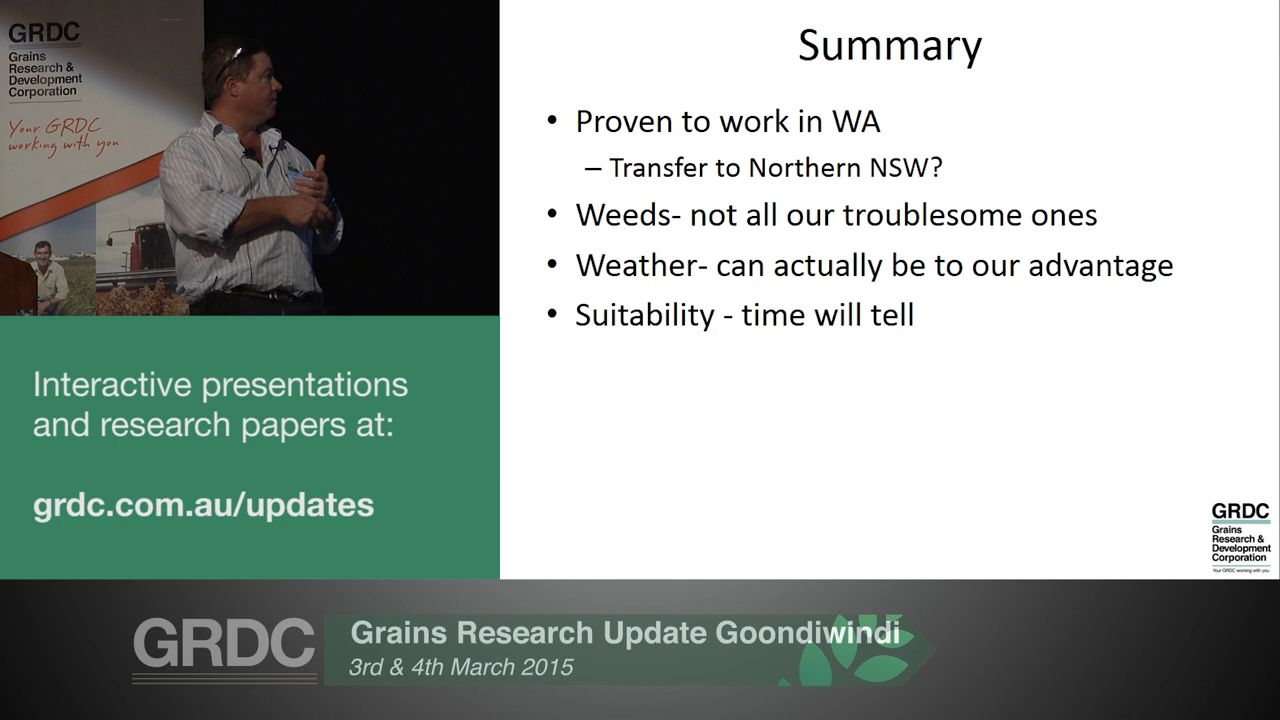 GRDC
Grains
Research &
Development
Corporation
Your GRDC
working with you
Summary
• Proven to work in WA
– Transfer to Northern NSW?
• Weeds- not all our troublesome ones
• Weather- can actually be to our advantage
• Suitability - time will tell
Interactive presentations
and research papers at:
grdc.com.au/updates
GRDC
Grains
Research &
Development
Corporation
Your GRDC working with you
GRDC
Grains Research Update Goondiwindi
3rd & 4th March 2015